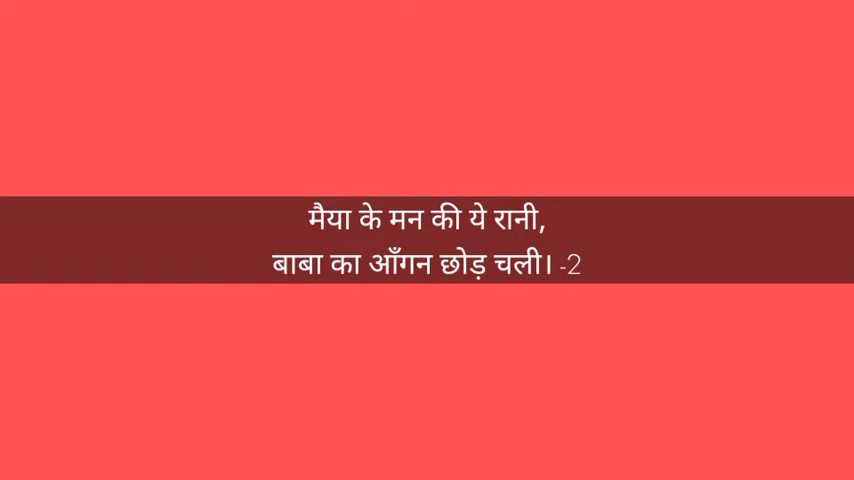 मैया के मन की ये रानी,
बाबा का आँगन छोड़ चली। -2